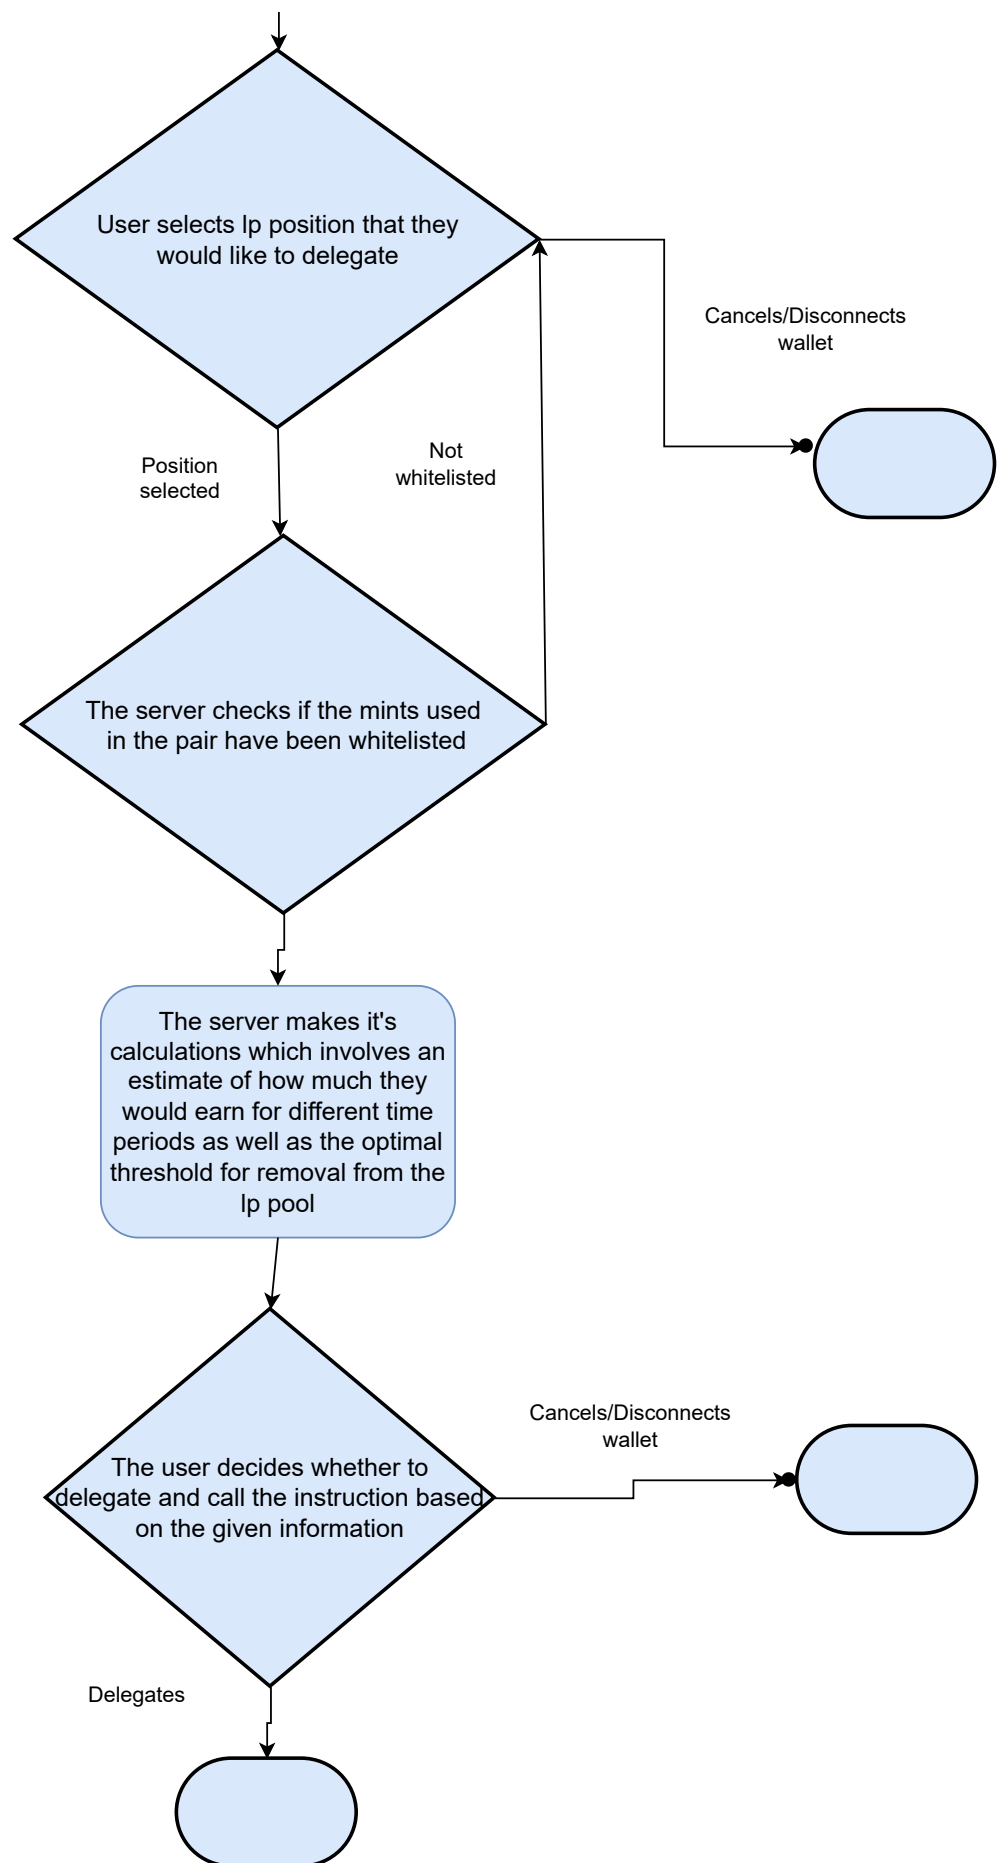 User selects lp position that they
would like to delegate
Cancels/Disconnects
wallet
Position
selected
Not
whitelisted
The server checks if the mints used
in the pair have been whitelisted
The server makes it's
calculations which involves an
estimate of how much they
would earn for different time
periods as well as the optimal
threshold for removal from the
lp pool
Cancels/Disconnects
wallet
The user decides whether to
delegate and call the instruction based
on the given information
Delegates